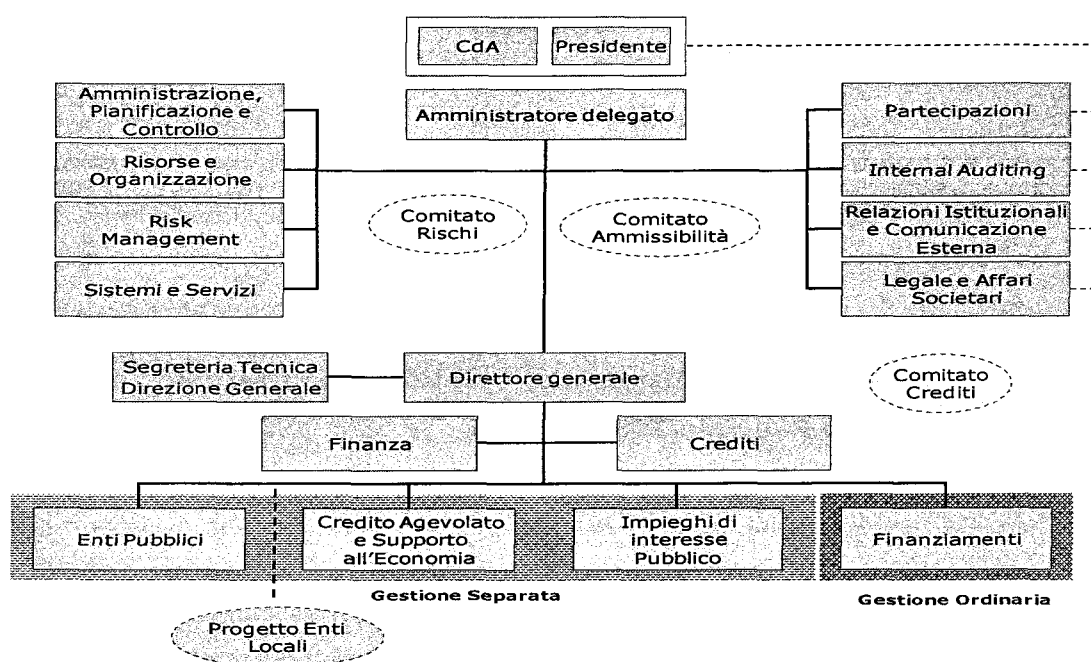 CdA
Presidente
Amministrazione,
Pianificazione e
Controllo
Amministratore delegato
Partecipazioni
Risorse e
Organizzazione
Internal Auditing
Risk
Management
Comitato
Rischi
Comitato
Ammissibilità
Relazioni Istituzionali
e Comunicazione
Esterna
Sistemi e Servizi
Legale e Affari
Societari
Segreteria Tecnica
Direzione Generale
Direttore generale
Comitato
Crediti
Finanza
Crediti
Enti Pubblici
Credito Agevolato
e Supporto
all'Economia
Impieghi di
interesse
Pubblico
Finanziamenti
Gestione Separata
Gestione Ordinaria
Progetto Enti
Locali